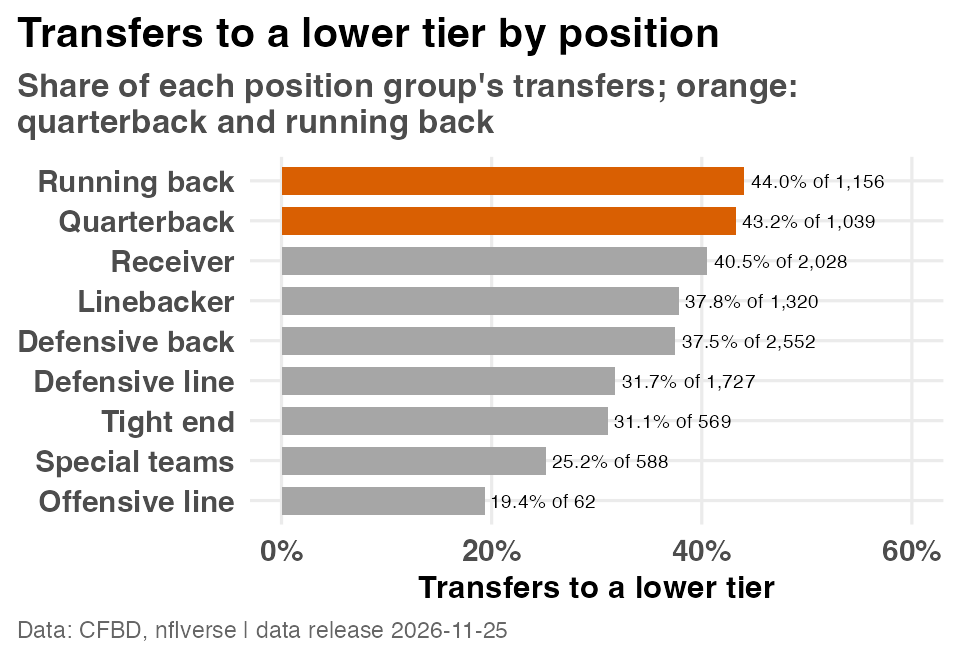 Transfers to a lower tier by position
Share of each position group's transfers; orange:
quarterback and running back
Running back 44.0% of 1,156
Quarterback 43.2% of 1,039
Receiver 40.5% of 2,028
Linebacker 37.8% of 1,320
Defensive back 37.5% of 2,552
Defensive line 31.7% of 1,727
Tight end 31.1% of 569
Special teams 25.2% of 588
Offensive line 19.4% of 62
0% 20% 40% 60%
Transfers to a lower tier
Data: CFBD, nflverse | data release 2026-11-25